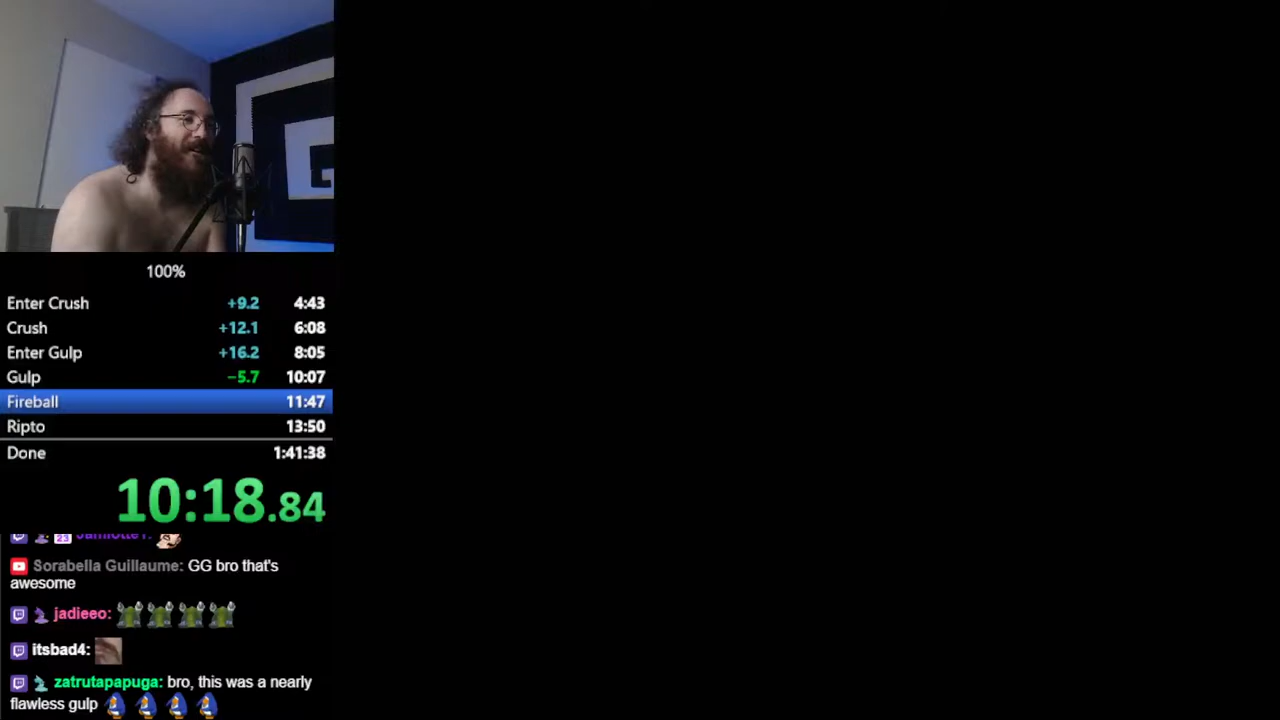 100%
Enter Crush +9.2 4:43
Crush +12.1 6:08
Enter Gulp +16.2 8:05
Gulp −5.7 10:07
Fireball 11:47
Ripto 13:50
Done 1:41:38
10:18.84
23
Sorabella Guillaume: GG bro that's
awesome
jadieeo:
itsbad4:
zatrutapapuga: bro, this was a nearly
flawless gulp